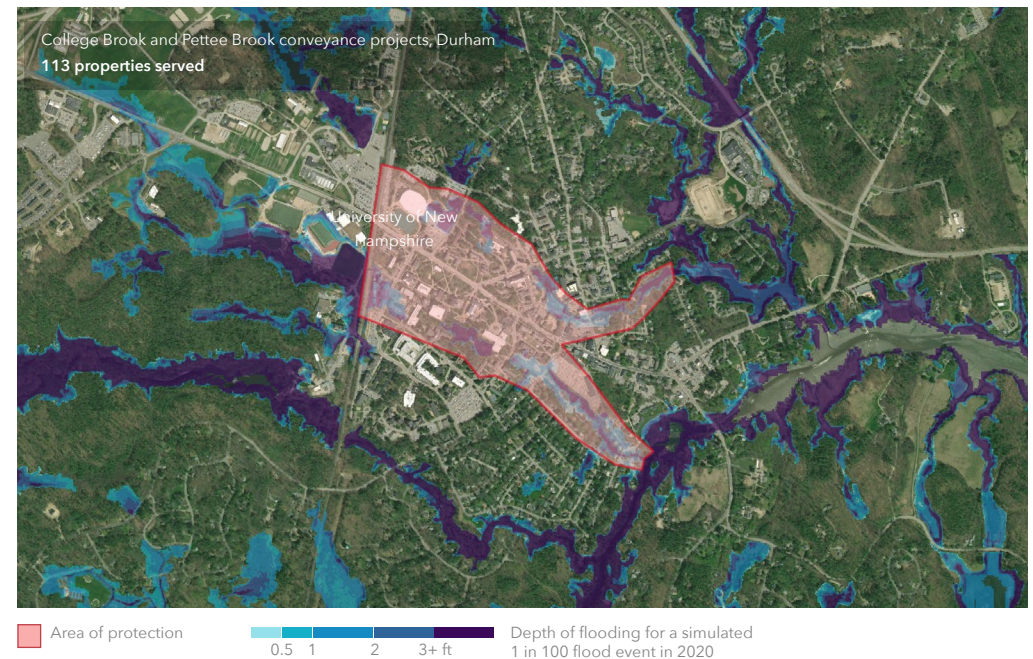 College Brook and Pettee Brook conveyance projects, Durham
113 properties served
University of New
Hampshire
Area of protection
0.5 1 2 3+ ft
Depth of flooding for a simulated
1 in 100 flood event in 2020